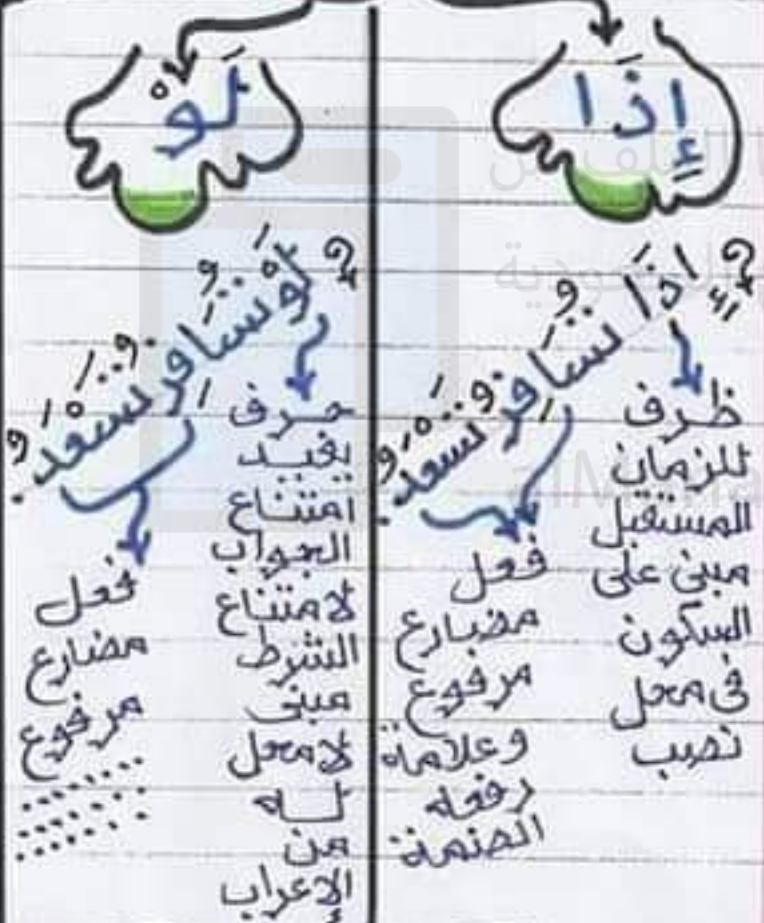 إِذَا
إِذَا نُسَافِرُ نَسْعَدُ.
ظرف
للزمان
المستقبل
مبنى على
السكون
فى محل
نصب
فعل
مضارع
مرفوع
وعلامة
رفعه
الضمة
لَوْ
لَوْ نُسَافِرُ نَسْعَدُ.
حرف
يفيد
امتناع
الجواب
لامتناع
الشرط
مبنى
لا محل
له
من
الإعراب
فعل
مضارع
مرفوع